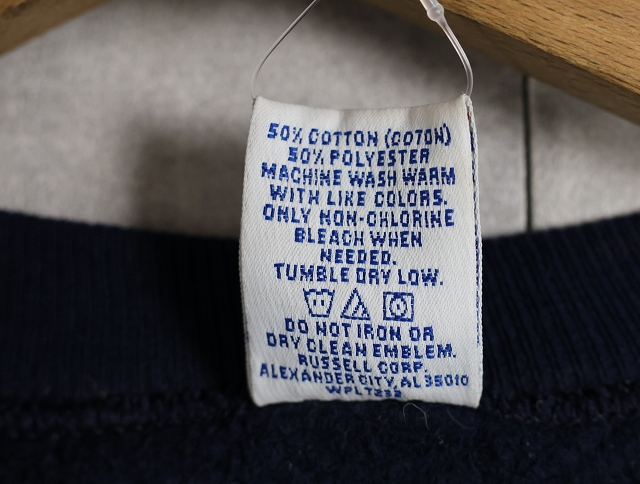 50% COTTON (COTON)
50% POLYESTER
MACHINE WASH WARM
WITH LIKE COLORS.
ONLY NON-CHLORINE
BLEACH WHEN
NEEDED.
TUMBLE DRY LOW.
DO NOT IRON OR
DRY CLEAN EMBLEM.
RUSSELL CORP.
ALEXANDER CITY, AL 35010
WPL7232